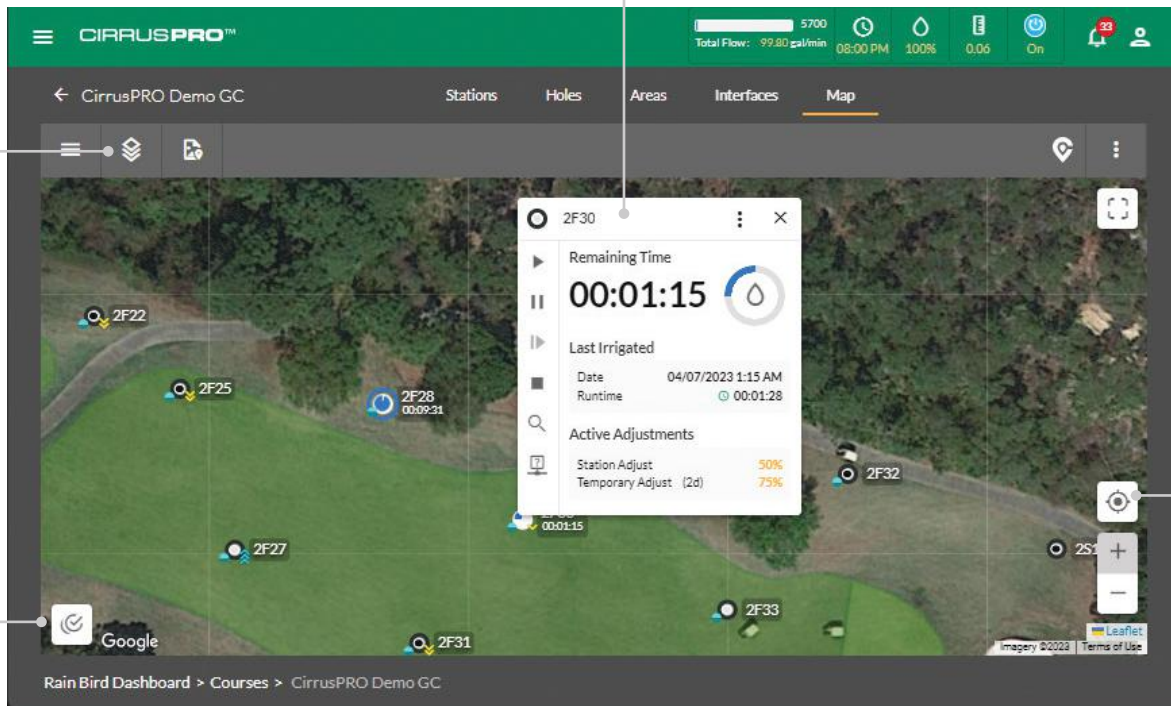 CIRRUSPRO™
5700
Total Flow: 99.80 gal/min
08:00 PM
100%
0.06
On
33
CirrusPRO Demo GC
Stations
Holes
Areas
Interfaces
Map
2F30
Remaining Time
00:01:15
Last Irrigated
Date 04/07/2023 1:15 AM
Runtime 00:01:28
Active Adjustments
Station Adjust 50%
Temporary Adjust (2d) 75%
2F22
2F25
2F28
00:09:31
2F32
00:01:15
2F27
2F33
2F31
+
−
Google
Leaflet
Imagery ©2023
Terms of Use
Rain Bird Dashboard > Courses > CirrusPRO Demo GC